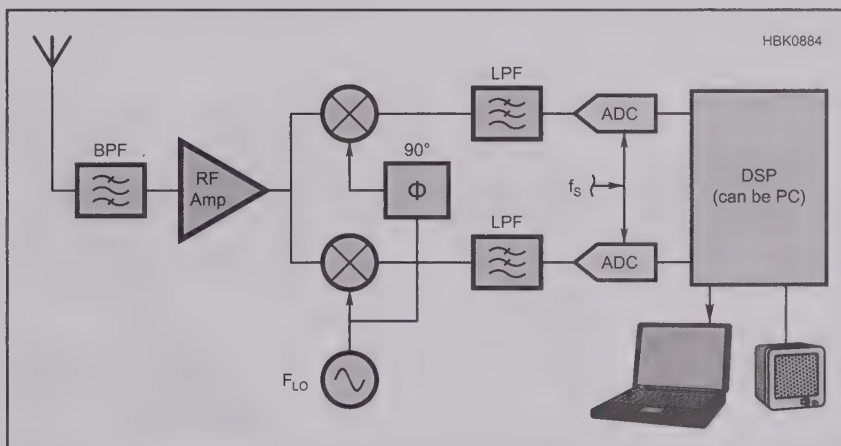 HBK0884
BPF
RF
Amp
LPF
90°
Φ
ADC
f_S
DSP
(can be PC)
LPF
ADC
F_LO